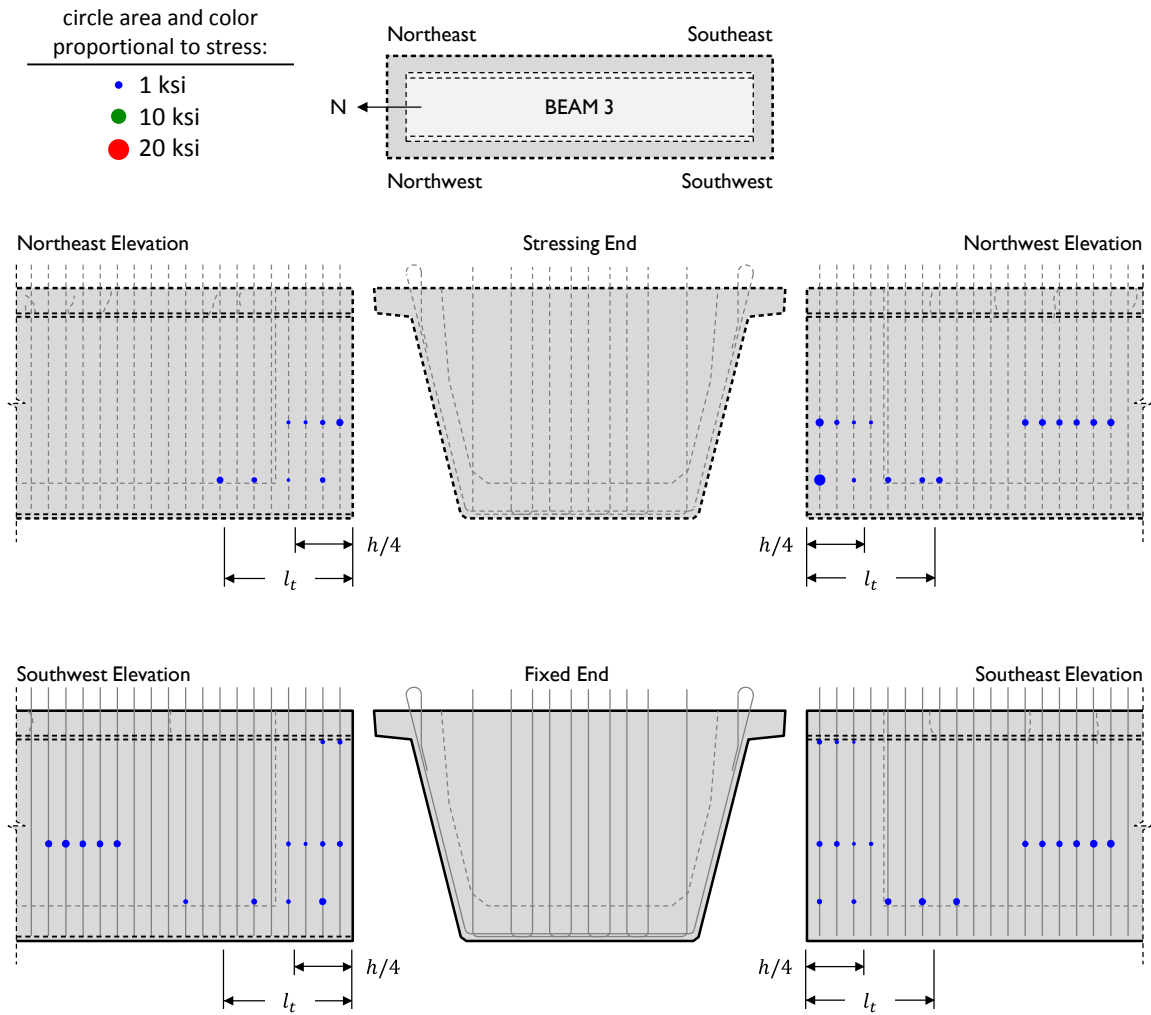 circle area and color
proportional to stress:
1 ksi
10 ksi
20 ksi
Northeast
Southeast
N
BEAM 3
Northwest
Southwest
Northeast Elevation
Stressing End
Northwest Elevation
h/4
l_t
h/4
l_t
Southwest Elevation
Fixed End
Southeast Elevation
h/4
l_t
h/4
l_t